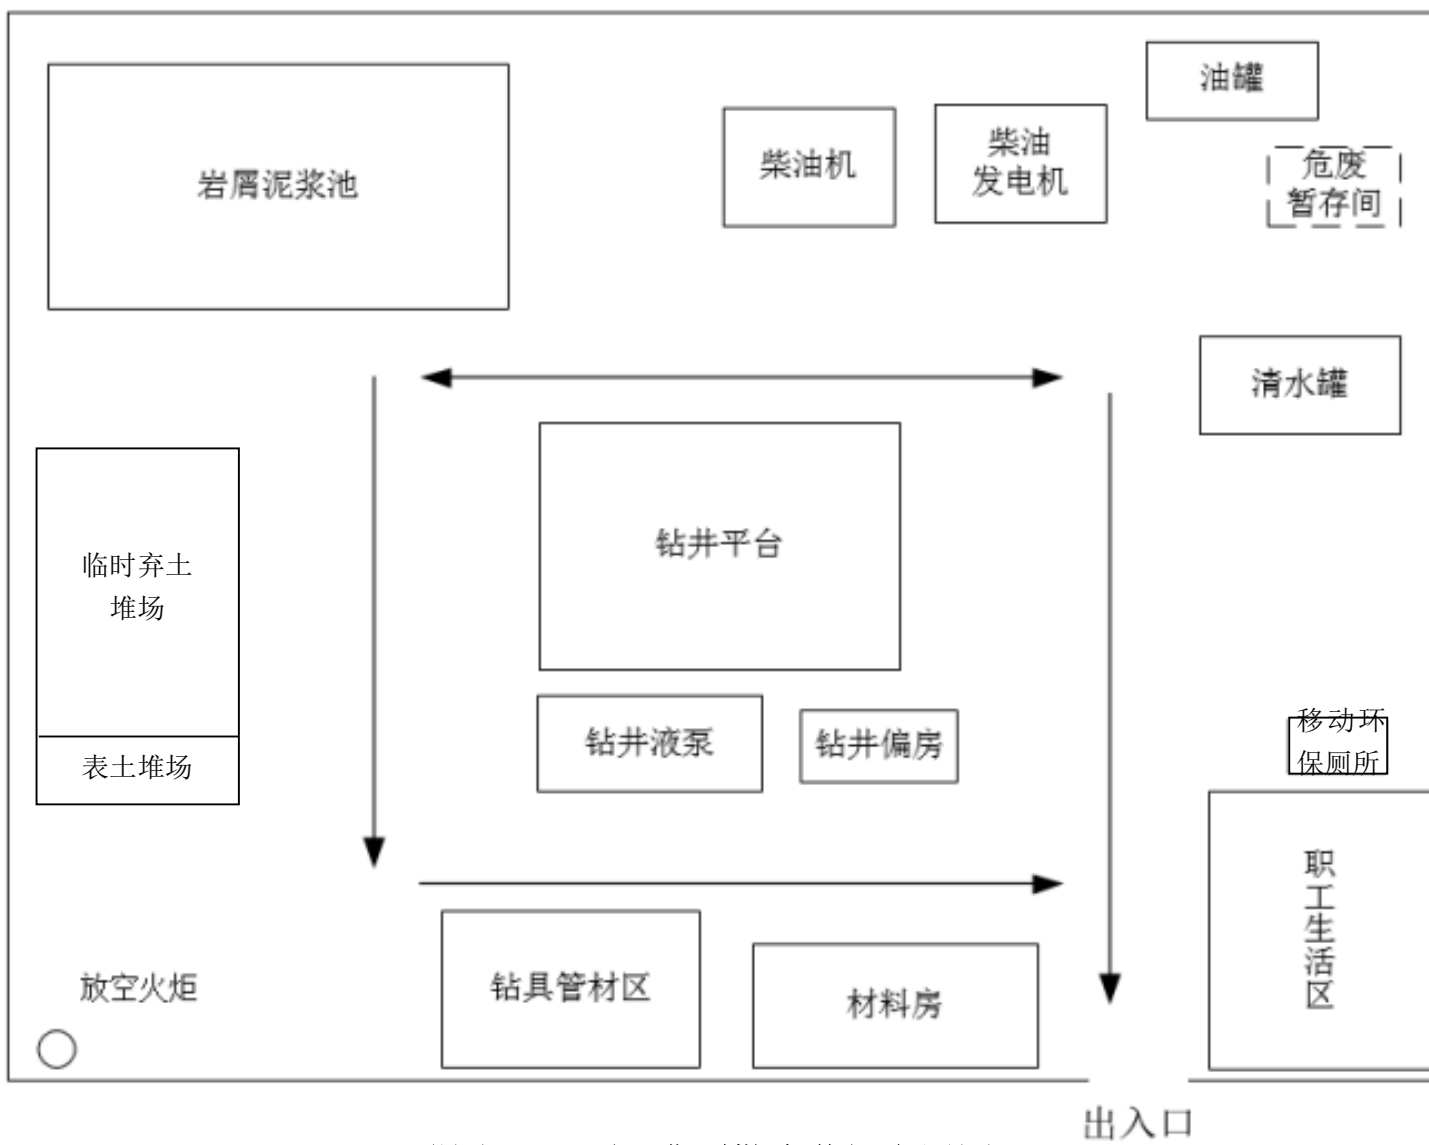 油罐
岩屑泥浆池
柴油机
柴油
发电机
危废
暂存间
清水罐
钻井平台
临时弃土
堆场
表土堆场
钻井液泵
钻井偏房
移动环
保厕所
职工生活区
放空火炬
钻具管材区
材料房
出入口